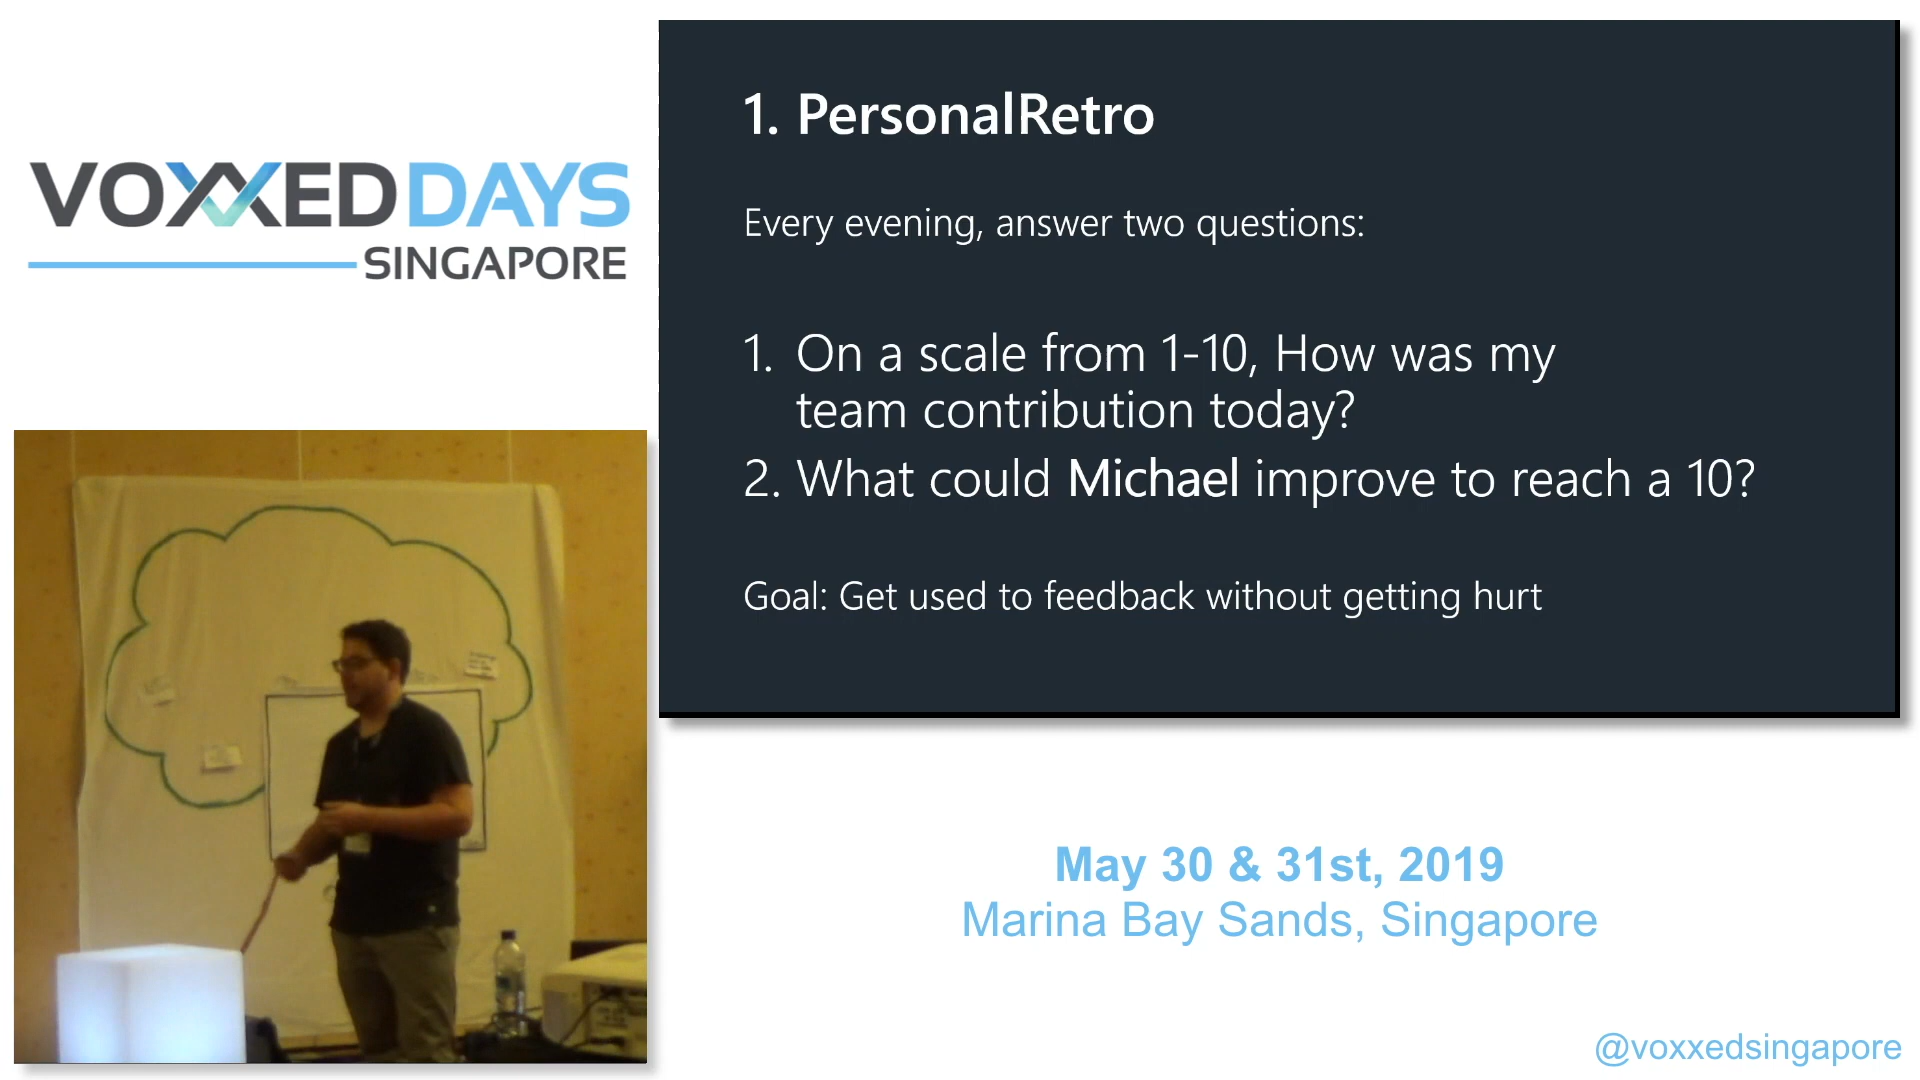 VOXXED DAYS
SINGAPORE
1. PersonalRetro
Every evening, answer two questions:
1. On a scale from 1-10, How was my
team contribution today?
2. What could Michael improve to reach a 10?
Goal: Get used to feedback without getting hurt
May 30 & 31st, 2019
Marina Bay Sands, Singapore
@voxxedsingapore